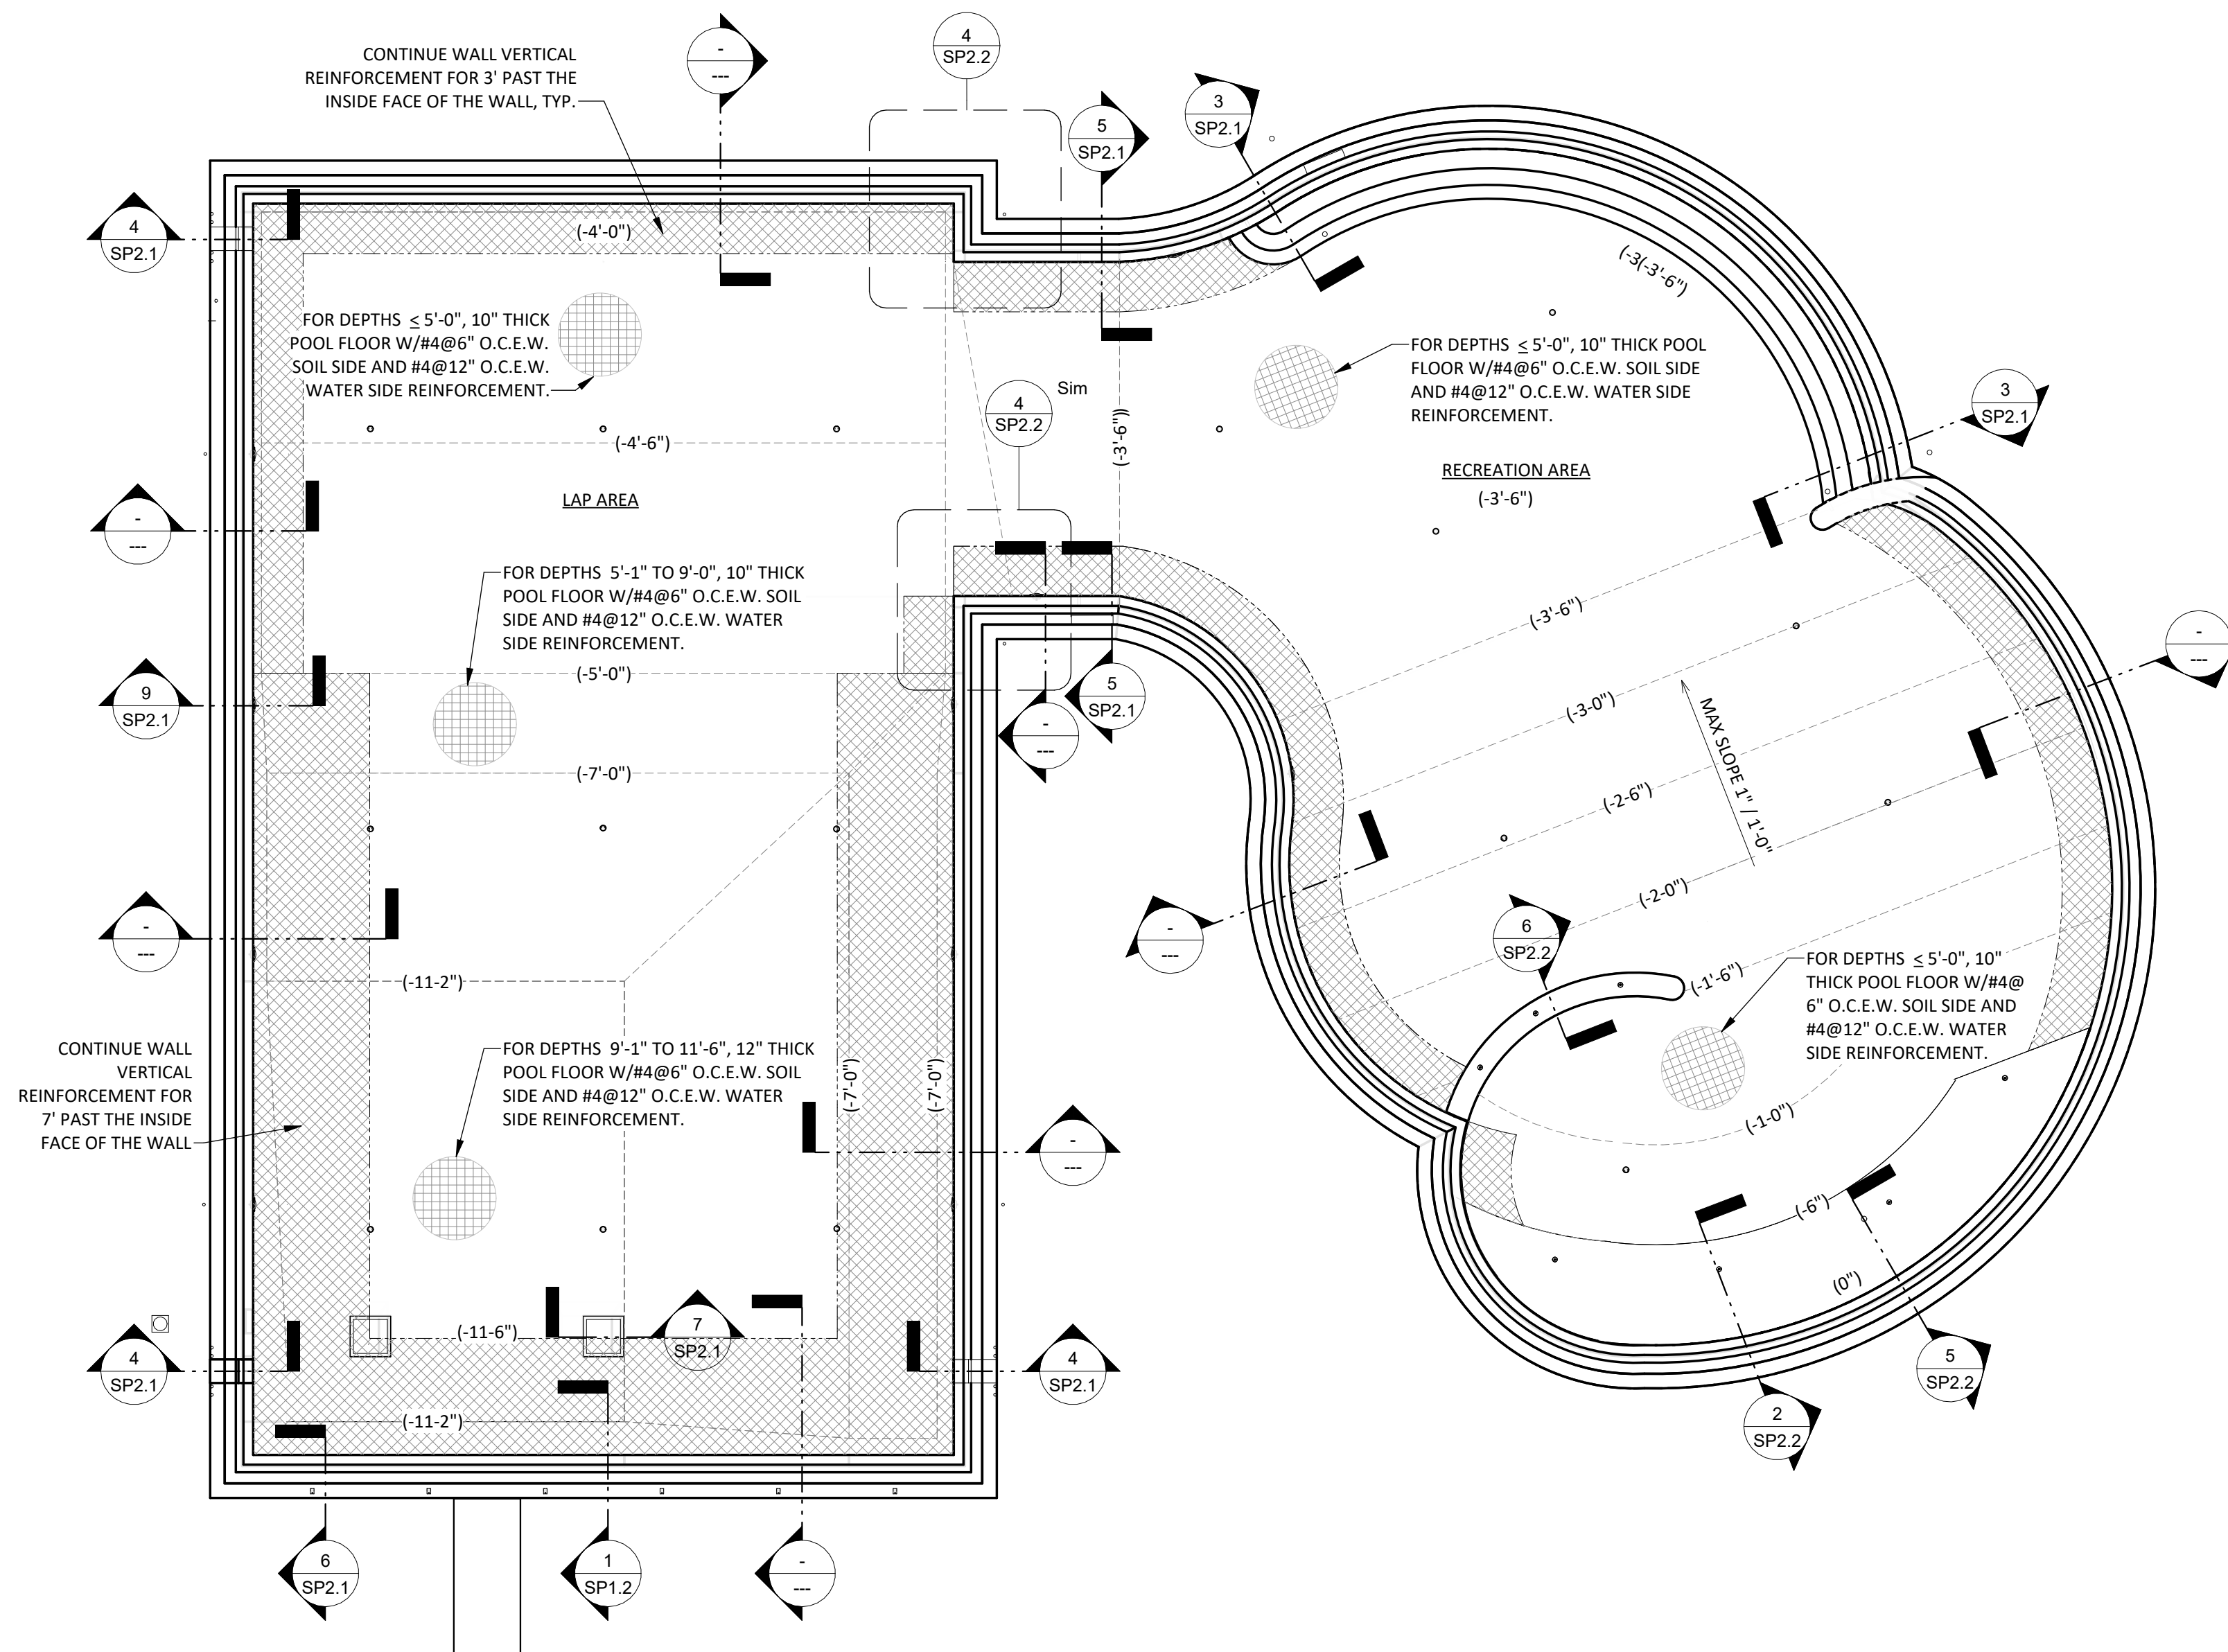 CONTINUE WALL VERTICAL
REINFORCEMENT FOR 3' PAST THE
INSIDE FACE OF THE WALL, TYP.
-
---
4
SP2.2
5
SP2.1
3
SP2.1
4
SP2.1
(-4'-0")
(-3(-3'-6")
FOR DEPTHS ≤ 5'-0", 10" THICK
POOL FLOOR W/#4@6" O.C.E.W.
SOIL SIDE AND #4@12" O.C.E.W.
WATER SIDE REINFORCEMENT.
FOR DEPTHS ≤ 5'-0", 10" THICK POOL
FLOOR W/#4@6" O.C.E.W. SOIL SIDE
AND #4@12" O.C.E.W. WATER SIDE
REINFORCEMENT.
4
SP2.2
Sim
3
SP2.1
(-4'-6")
(-3'-6"))
RECREATION AREA
(-3'-6")
LAP AREA
-
---
FOR DEPTHS 5'-1" TO 9'-0", 10" THICK
POOL FLOOR W/#4@6" O.C.E.W. SOIL
SIDE AND #4@12" O.C.E.W. WATER
SIDE REINFORCEMENT.
(-3'-6")
-
---
(-5'-0")
9
SP2.1
5
SP2.1
-
---
(-3-0")
MAX SLOPE 1" / 1'-0"
(-7'-0")
(-2-6")
(-2-0")
-
---
-
---
6
SP2.2
(-11-2")
(-1'-6")
FOR DEPTHS ≤ 5'-0", 10"
THICK POOL FLOOR W/#4@
6" O.C.E.W. SOIL SIDE AND
#4@12" O.C.E.W. WATER
SIDE REINFORCEMENT.
CONTINUE WALL
VERTICAL
REINFORCEMENT FOR
7' PAST THE INSIDE
FACE OF THE WALL
FOR DEPTHS 9'-1" TO 11'-6", 12" THICK
POOL FLOOR W/#4@6" O.C.E.W. SOIL
SIDE AND #4@12" O.C.E.W. WATER
SIDE REINFORCEMENT.
(-7'-0")
(-7'-0")
(-1-0")
-
---
(-6")
(0")
(-11-6")
7
SP2.1
4
SP2.1
4
SP2.1
5
SP2.2
(-11-2")
2
SP2.2
6
SP2.1
1
SP1.2
-
---